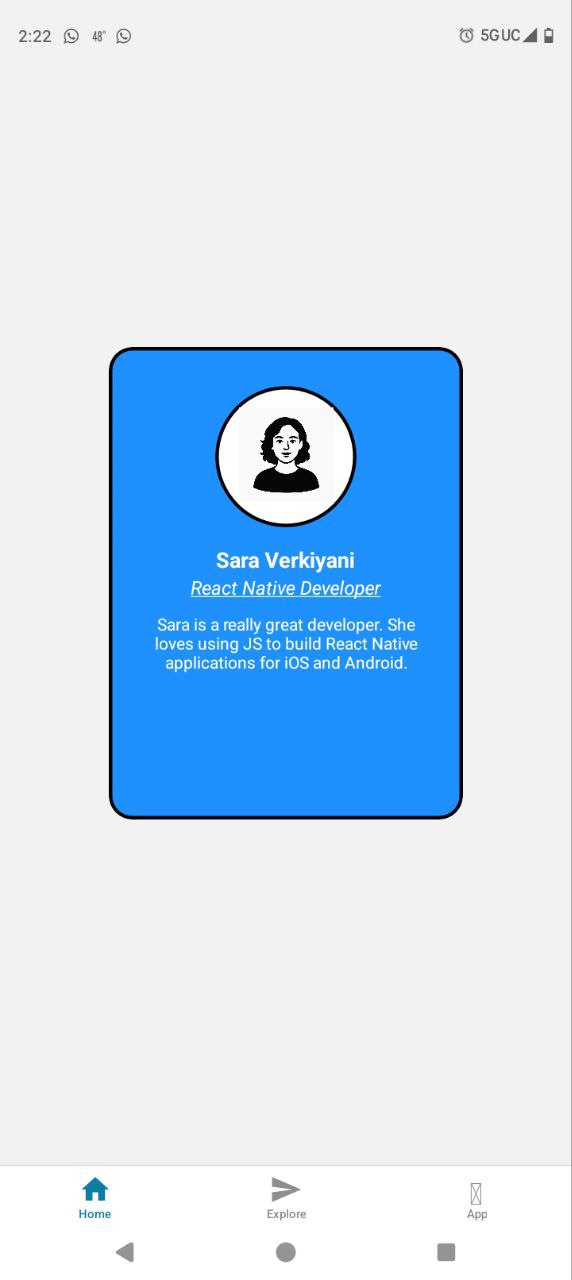 2:22 48° 5G UC
Sara Verkiyani
React Native Developer
Sara is a really great developer. She
loves using JS to build React Native
applications for iOS and Android.
Home Explore App